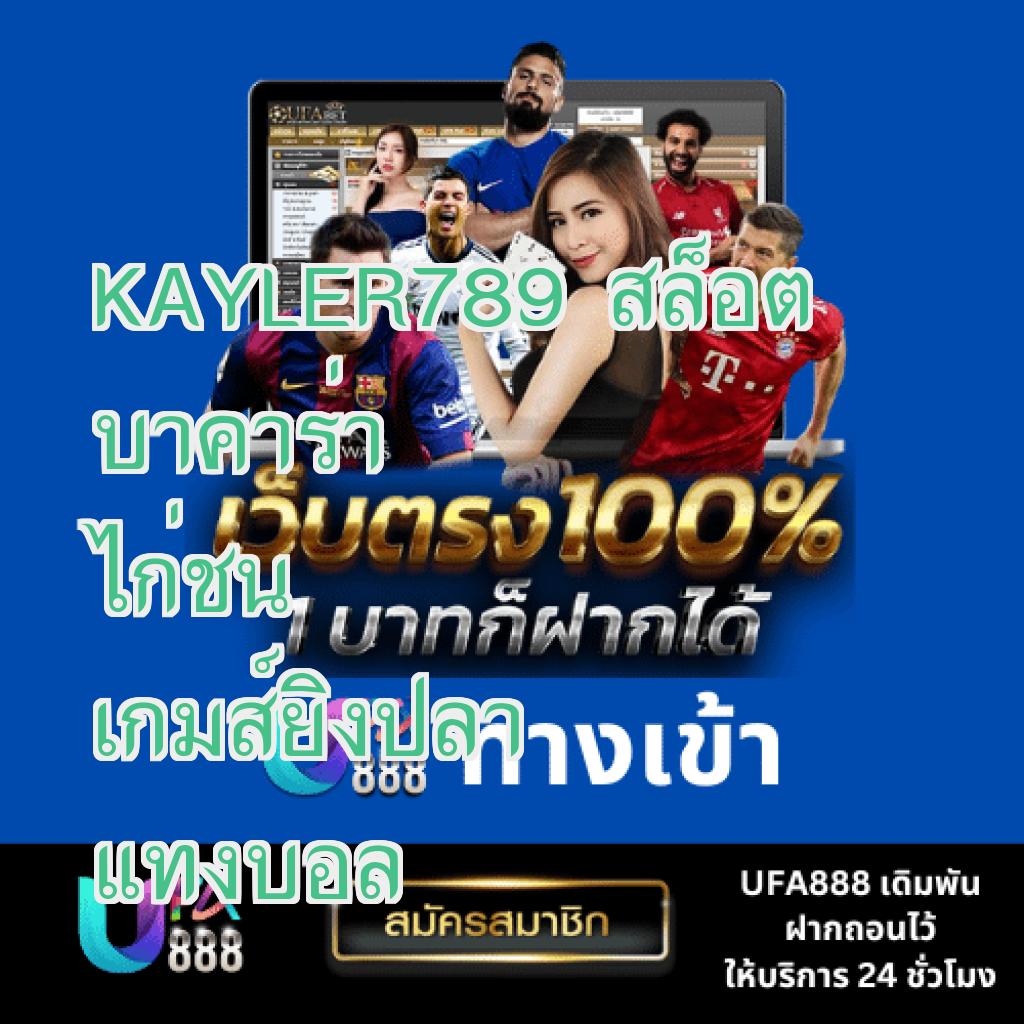 UFABET
KAYLER789 สล็อต
บาคาร่า
ไก่ชน
เกมส์ยิงปลา
แทงบอล
เว็บตรง100%
1 บาทก็ฝากได้
888 ทางเข้า
888
สมัครสมาชิก
UFA888 เดิมพัน
ฝากถอนไว้
ให้บริการ 24 ชั่วโมง